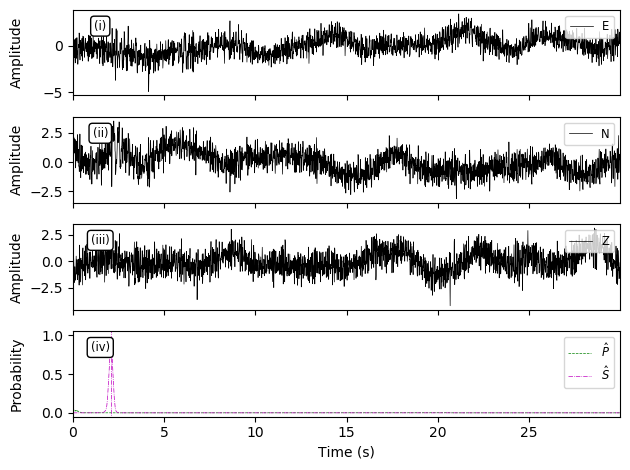 (i)
E
Amplitude
0
−5
(ii)
N
Amplitude
2.5
0.0
−2.5
(iii)
Z
Amplitude
2.5
0.0
−2.5
(iv)
P̂
Ŝ
Probability
1.0
0.5
0.0
0 5 10 15 20 25
Time (s)